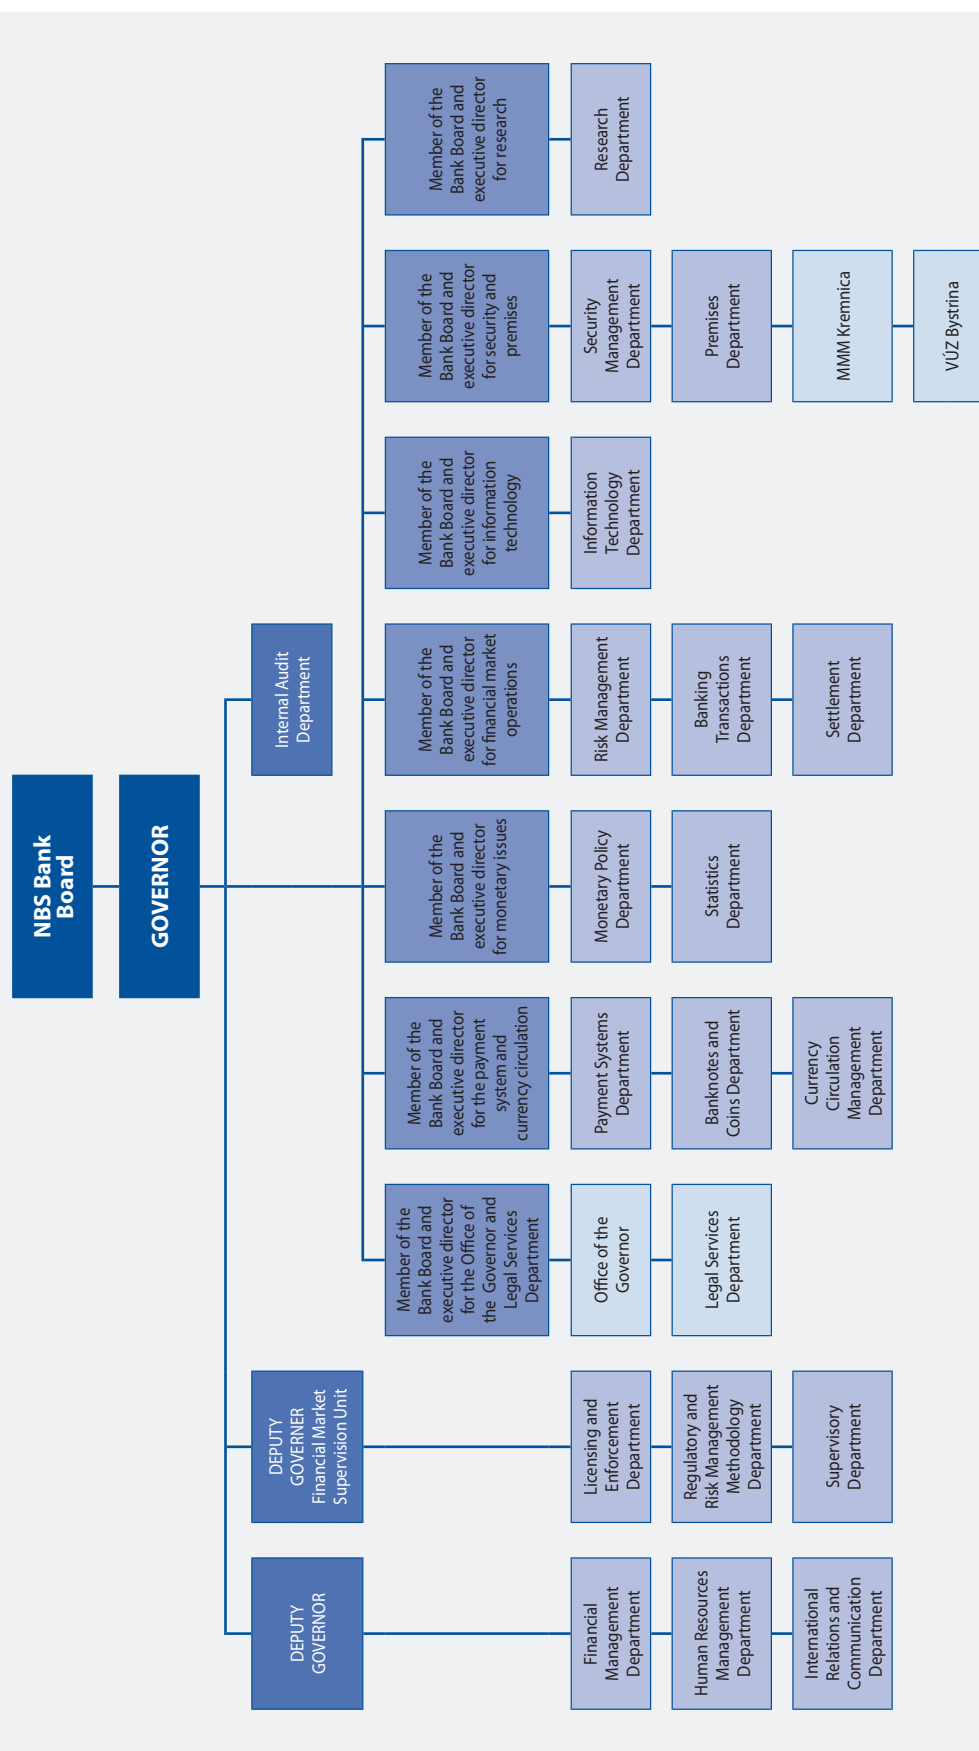 NBS Bank
Board
GOVERNOR
DEPUTY
GOVERNOR
DEPUTY
GOVERNER
Financial Market
Supervision Unit
Internal Audit
Department
Member of the
Bank Board and
executive director
for the Office of
the Governor and
Legal Services
Department
Member of the
Bank Board and
executive director
for the payment
system and
currency circulation
Member of the
Bank Board and
executive director
for monetary issues
Member of the
Bank Board and
executive director
for financial market
operations
Member of the
Bank Board and
executive director
for information
technology
Member of the
Bank Board and
executive director
for security and
premises
Member of the
Bank Board and
executive director
for research
Financial
Management
Department
Licensing and
Enforcement
Department
Office of the
Governor
Payment Systems
Department
Monetary Policy
Department
Risk Management
Department
Information
Technology
Department
Security
Management
Department
Research
Department
Human Resources
Management
Department
Regulatory and
Risk Management
Methodology
Department
Legal Services
Department
Banknotes and
Coins Department
Statistics
Department
Banking
Transactions
Department
Premises
Department
International
Relations and
Communication
Department
Supervisory
Department
Currency
Circulation
Management
Department
Settlement
Department
MMM Kremnica
VÚZ Bystrina